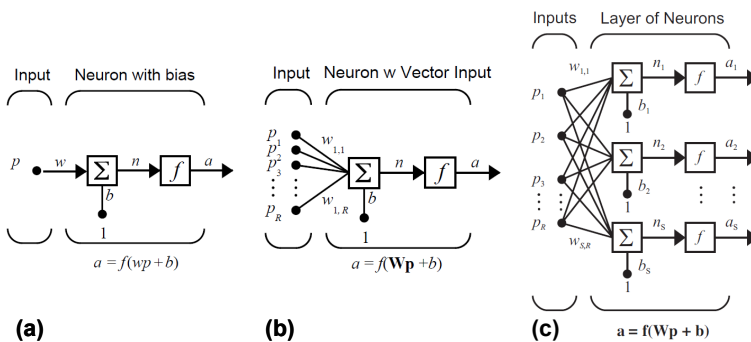 Input Neuron with bias
p w Σ n f a
b
1
a = f(wp + b)
(a)
Input Neuron w Vector Input
p1
p2
p3
pR
w1,1
w1, R
Σ n f a
b
1
a = f(Wp + b)
(b)
Inputs Layer of Neurons
w1,1
p1
p2
p3
pR
wS,R
Σ n1 f a1
b1
1
Σ n2 f a2
b2
1
Σ nS f aS
bS
1
a = f(Wp + b)
(c)